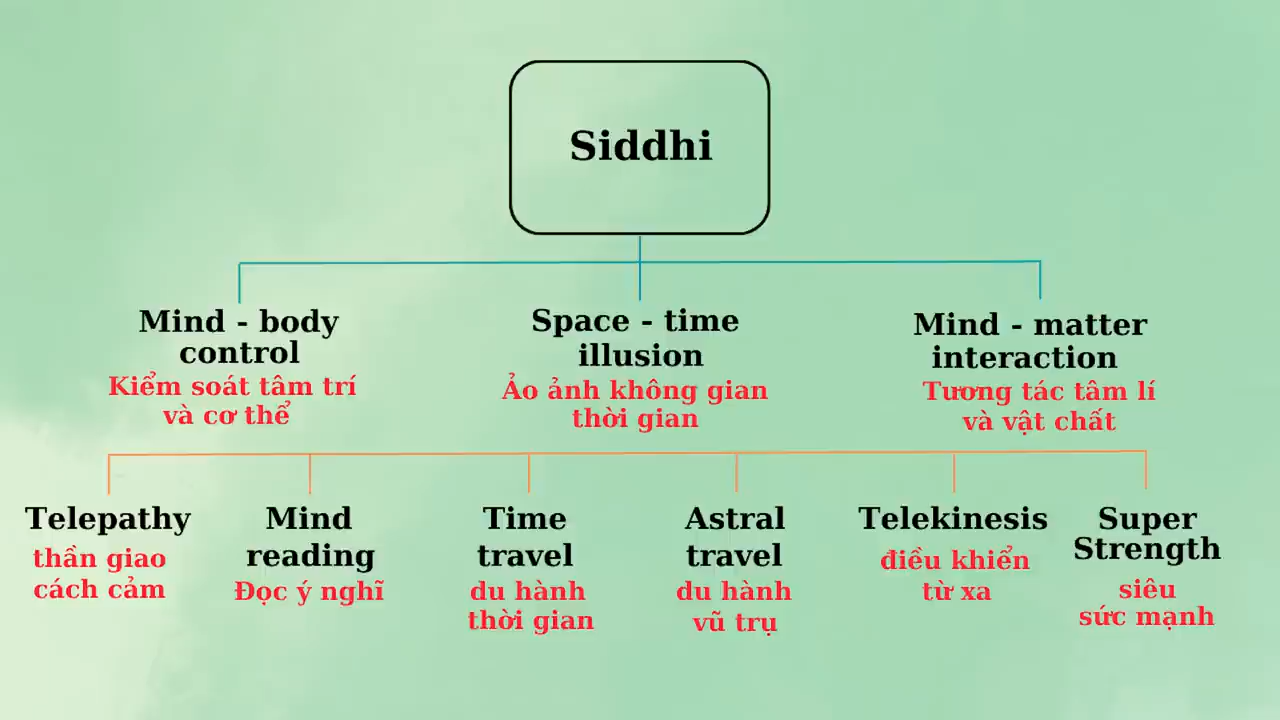 Siddhi
Mind - body
control
Kiểm soát tâm trí
và cơ thể
Space - time
illusion
Ảo ảnh không gian
thời gian
Mind - matter
interaction
Tương tác tâm lí
và vật chất
Telepathy
thần giao
cách cảm
Mind
reading
Đọc ý nghĩ
Time
travel
du hành
thời gian
Astral
travel
du hành
vũ trụ
Telekinesis
điều khiển
từ xa
Super
Strength
siêu
sức mạnh